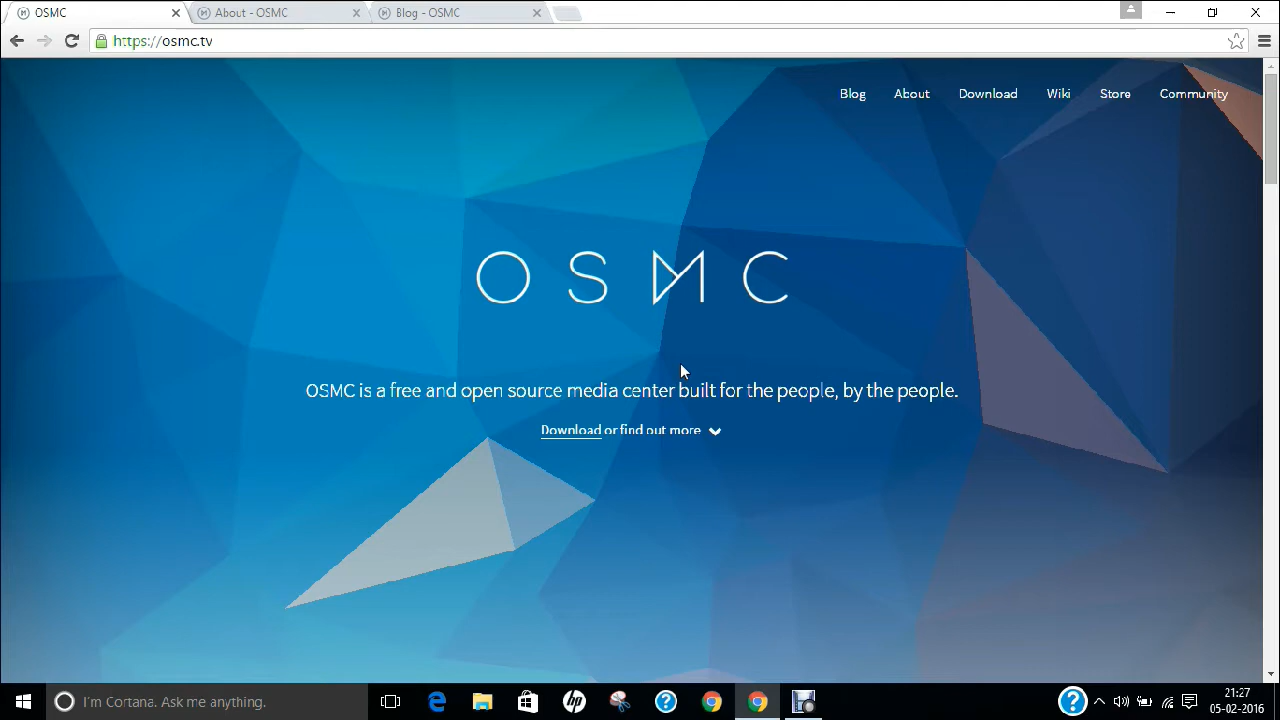 OSMC
About - OSMC
Blog - OSMC
https://osmc.tv
Blog About Download Wiki Store Community
OSMC
OSMC is a free and open source media center built for the people, by the people.
Download or find out more
I'm Cortana. Ask me anything.
hp
21:27
05-02-2016